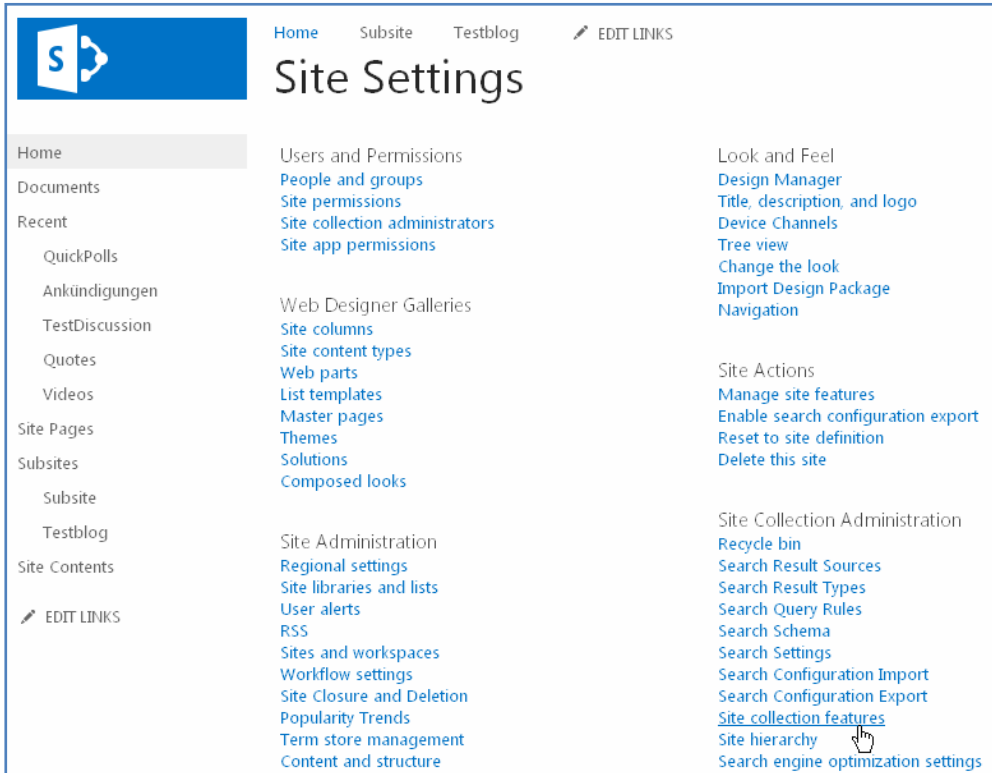 S
Home Subsite Testblog EDIT LINKS
Site Settings
Home
Documents
Recent
QuickPolls
Ankündigungen
TestDiscussion
Quotes
Videos
Site Pages
Subsites
Subsite
Testblog
Site Contents
EDIT LINKS
Users and Permissions
People and groups
Site permissions
Site collection administrators
Site app permissions
Web Designer Galleries
Site columns
Site content types
Web parts
List templates
Master pages
Themes
Solutions
Composed looks
Site Administration
Regional settings
Site libraries and lists
User alerts
RSS
Sites and workspaces
Workflow settings
Site Closure and Deletion
Popularity Trends
Term store management
Content and structure
Look and Feel
Design Manager
Title, description, and logo
Device Channels
Tree view
Change the look
Import Design Package
Navigation
Site Actions
Manage site features
Enable search configuration export
Reset to site definition
Delete this site
Site Collection Administration
Recycle bin
Search Result Sources
Search Result Types
Search Query Rules
Search Schema
Search Settings
Search Configuration Import
Search Configuration Export
Site collection features
Site hierarchy
Search engine optimization settings